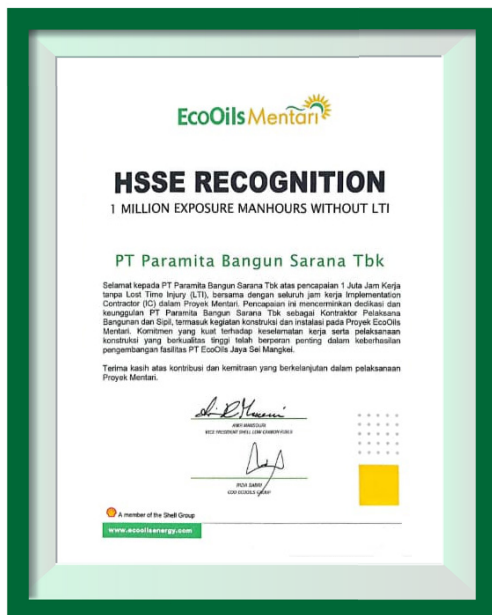 EcoOils Mentari
HSSE RECOGNITION
1 MILLION EXPOSURE MANHOURS WITHOUT LTI
PT Paramita Bangun Sarana Tbk
Selamat kepada PT Paramita Bangun Sarana Tbk atas pencapaian 1 Juta Jam Kerja
tanpa Lost Time Injury (LTI), bersama dengan seluruh jam kerja Implementation
Contractor (IC) dalam Proyek Mentari. Pencapaian ini mencerminkan dedikasi dan
keunggulan PT Paramita Bangun Sarana Tbk sebagai Kontraktor Pelaksana
Bangunan dan Sipil, termasuk kegiatan konstruksi dan instalasi pada Proyek EcoOils
Mentari. Komitmen yang kuat terhadap keselamatan kerja serta pelaksanaan
konstruksi yang berkualitas tinggi telah berperan penting dalam keberhasilan
pengembangan fasilitas PT EcoOils Jaya Sei Mangkei.
Terima kasih atas kontribusi dan kemitraan yang berkelanjutan dalam pelaksanaan
Proyek Mentari.
VICE PRESIDENT SHELL LOW CARBON FUELS
A member of the Shell Group
www.ecooilsenergy.com